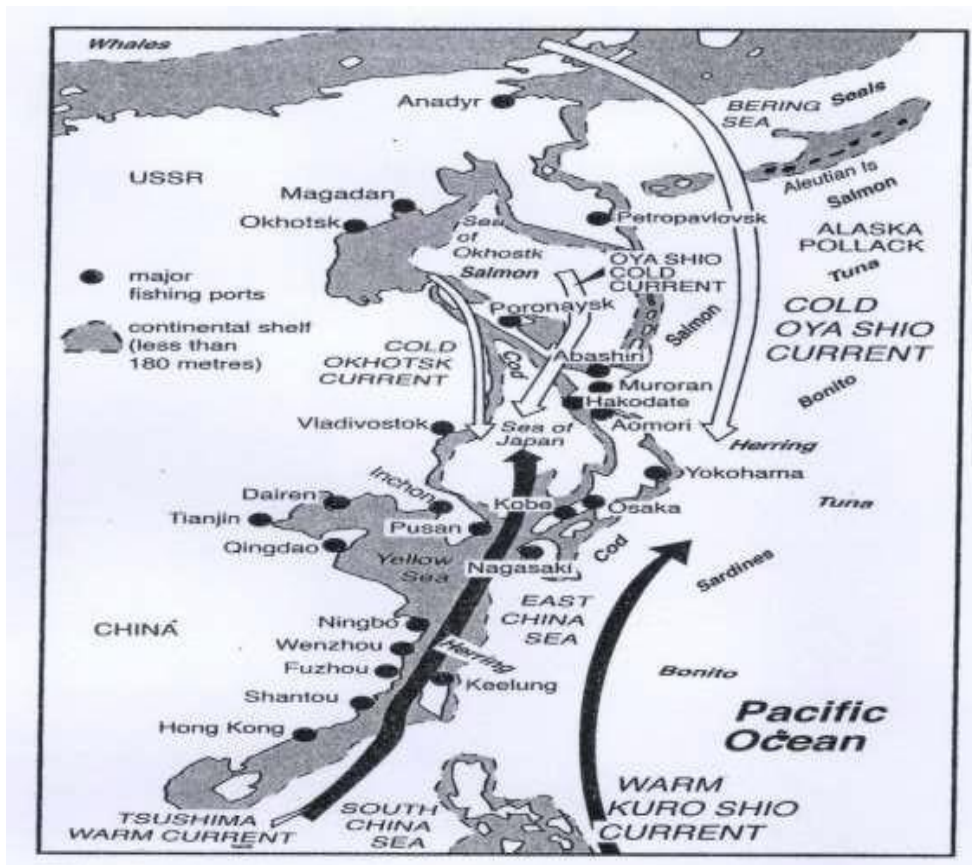 Whales
Anadyr
BERING
SEA
Seals
USSR
Magadan
Okhotsk
Aleutian Is
Salmon
Petropavlovsk
Sea
of
Okhostk
Salmon
ALASKA
POLLACK
Tuna
OYA SHIO
COLD
CURRENT
major
fishing ports
continental shelf
(less than
180 metres)
Poronaysk
Salmon
COLD
OYA SHIO
CURRENT
COLD
OKHOTSK
CURRENT
Cod
Abashiri
Muroran
Hakodate
Aomori
Bonito
Vladivostok
Sea of
Japan
Herring
Yokohama
Dairen
Inchon
Kobe
Osaka
Tuna
Tianjin
Pusan
Qingdao
Yellow
Sea
Nagasaki
Cod
Sardines
EAST
CHINA
SEA
CHINA
Ningbo
Wenzhou
Herring
Fuzhou
Keelung
Bonito
Shantou
Hong Kong
Pacific
Ocean
TSUSHIMA
WARM CURRENT
SOUTH
CHINA
SEA
WARM
KURO SHIO
CURRENT